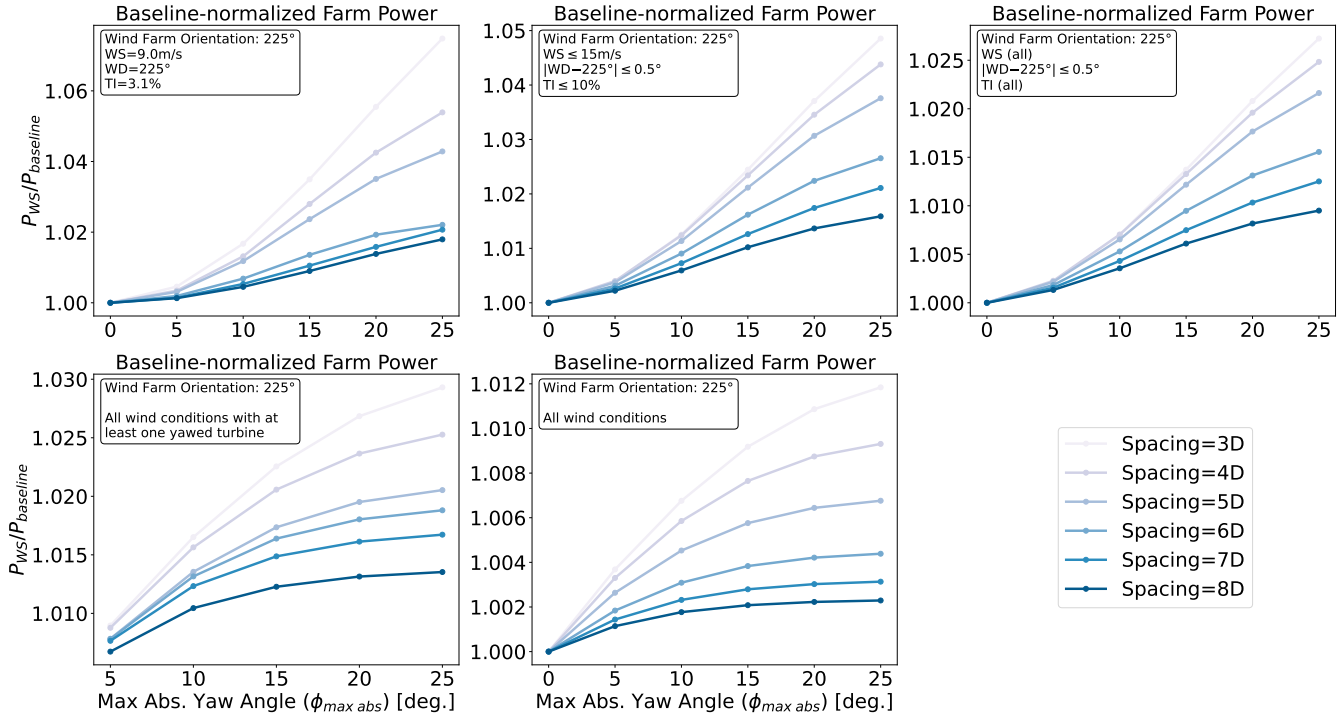 Baseline-normalized Farm Power
Wind Farm Orientation: 225°
WS=9.0m/s
WD=225°
TI=3.1%
P_WS/P_baseline
1.06
1.04
1.02
1.00
0 5 10 15 20 25
Baseline-normalized Farm Power
Wind Farm Orientation: 225°
WS ≤ 15m/s
|WD−225°| ≤ 0.5°
TI ≤ 10%
1.05
1.04
1.03
1.02
1.01
1.00
0 5 10 15 20 25
Baseline-normalized Farm Power
Wind Farm Orientation: 225°
WS (all)
|WD−225°| ≤ 0.5°
TI (all)
1.025
1.020
1.015
1.010
1.005
1.000
0 5 10 15 20 25
Baseline-normalized Farm Power
Wind Farm Orientation: 225°
All wind conditions with at
least one yawed turbine
P_WS/P_baseline
1.030
1.025
1.020
1.015
1.010
5 10 15 20 25
Max Abs. Yaw Angle (ϕ_max abs) [deg.]
Baseline-normalized Farm Power
Wind Farm Orientation: 225°
All wind conditions
1.012
1.010
1.008
1.006
1.004
1.002
1.000
0 5 10 15 20 25
Max Abs. Yaw Angle (ϕ_max abs) [deg.]
Spacing=3D
Spacing=4D
Spacing=5D
Spacing=6D
Spacing=7D
Spacing=8D